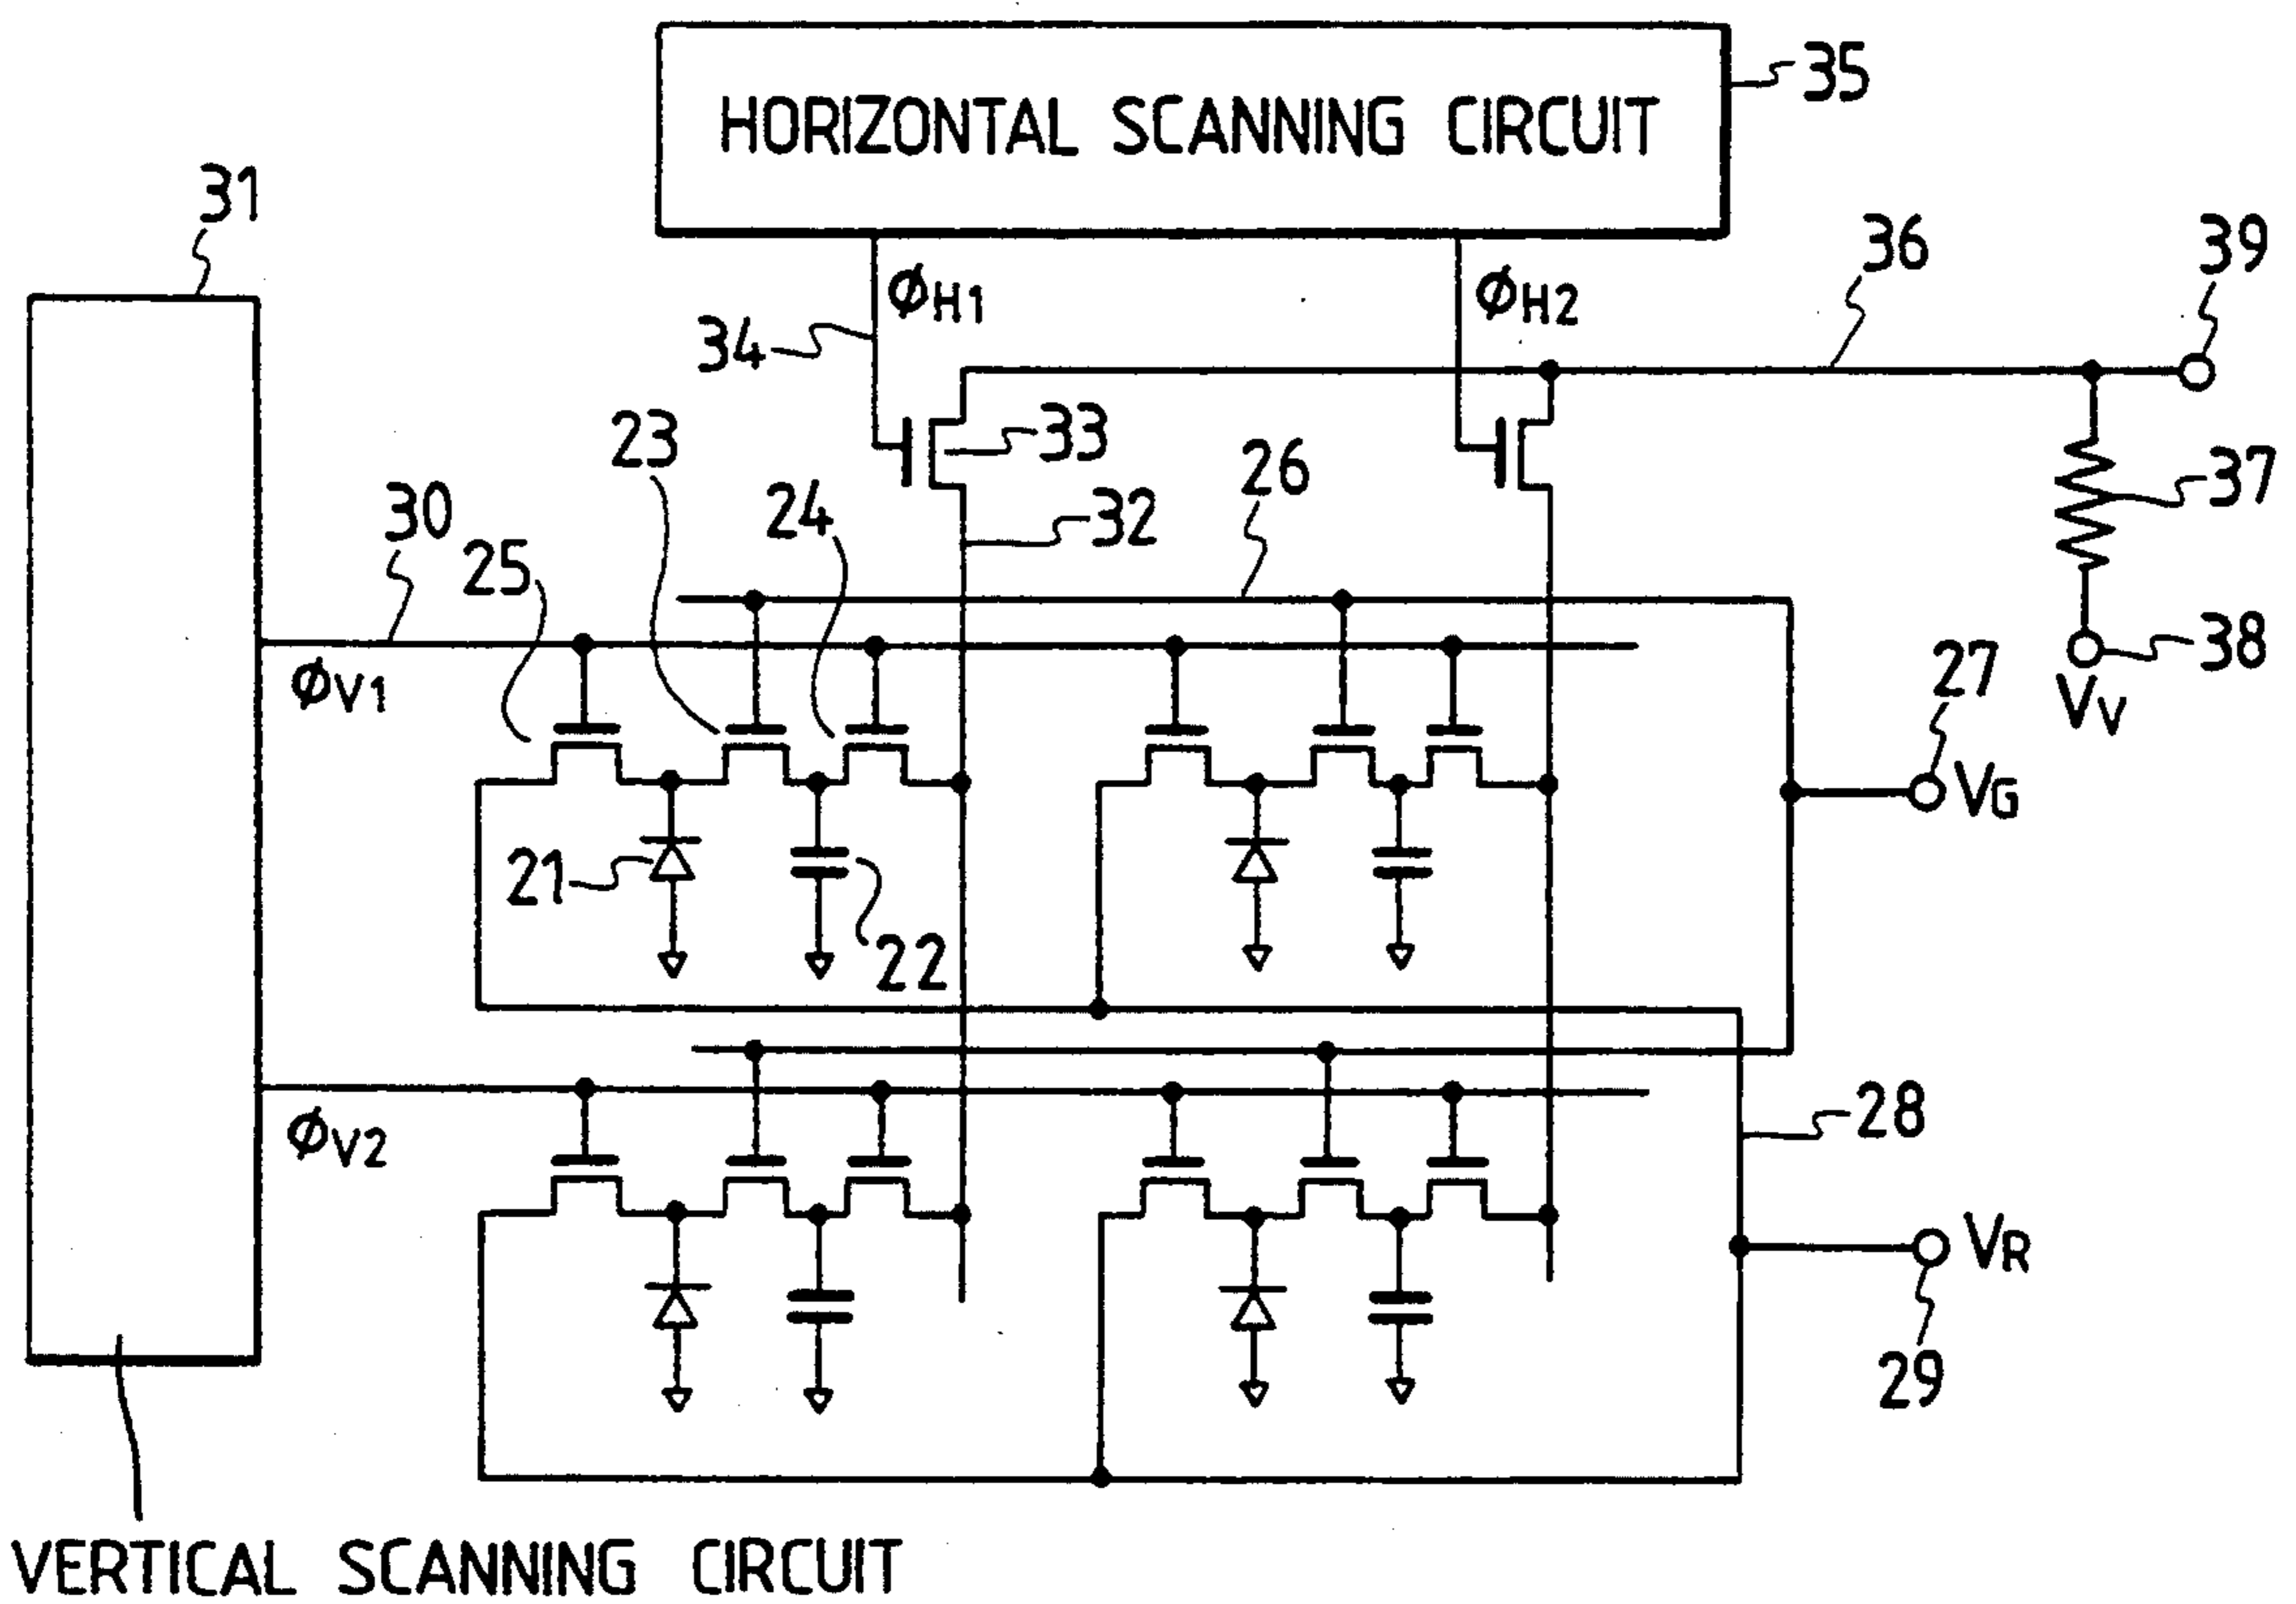 HORIZONTAL SCANNING CIRCUIT
35
31
39
36
ϕH1
ϕH2
34
23
33
26
37
30
24
32
25
38
27
VV
ϕV1
VG
21
22
28
ϕV2
VR
29
VERTICAL SCANNING CIRCUIT